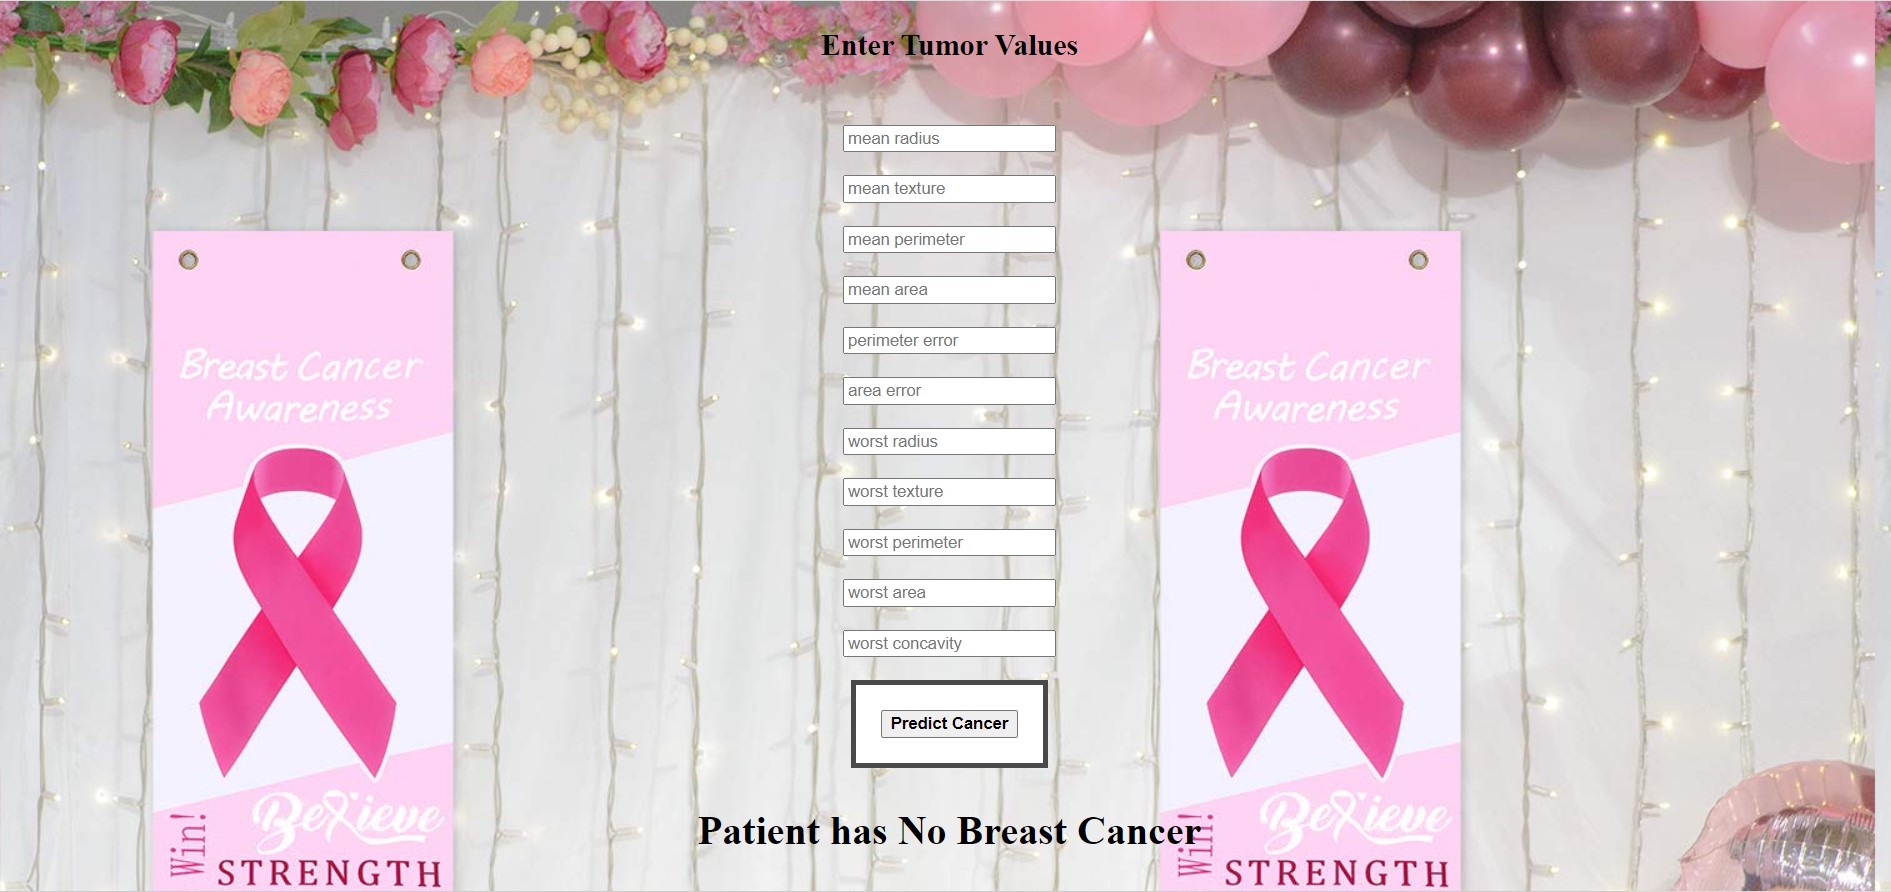 Enter Tumor Values
mean radius
mean texture
mean perimeter
mean area
perimeter error
area error
worst radius
worst texture
worst perimeter
worst area
worst concavity
Predict Cancer
Patient has No Breast Cancer
Breast Cancer
Awareness
Believe
Win!
STRENGTH
Breast Cancer
Awareness
Believe
Win!
STRENGTH